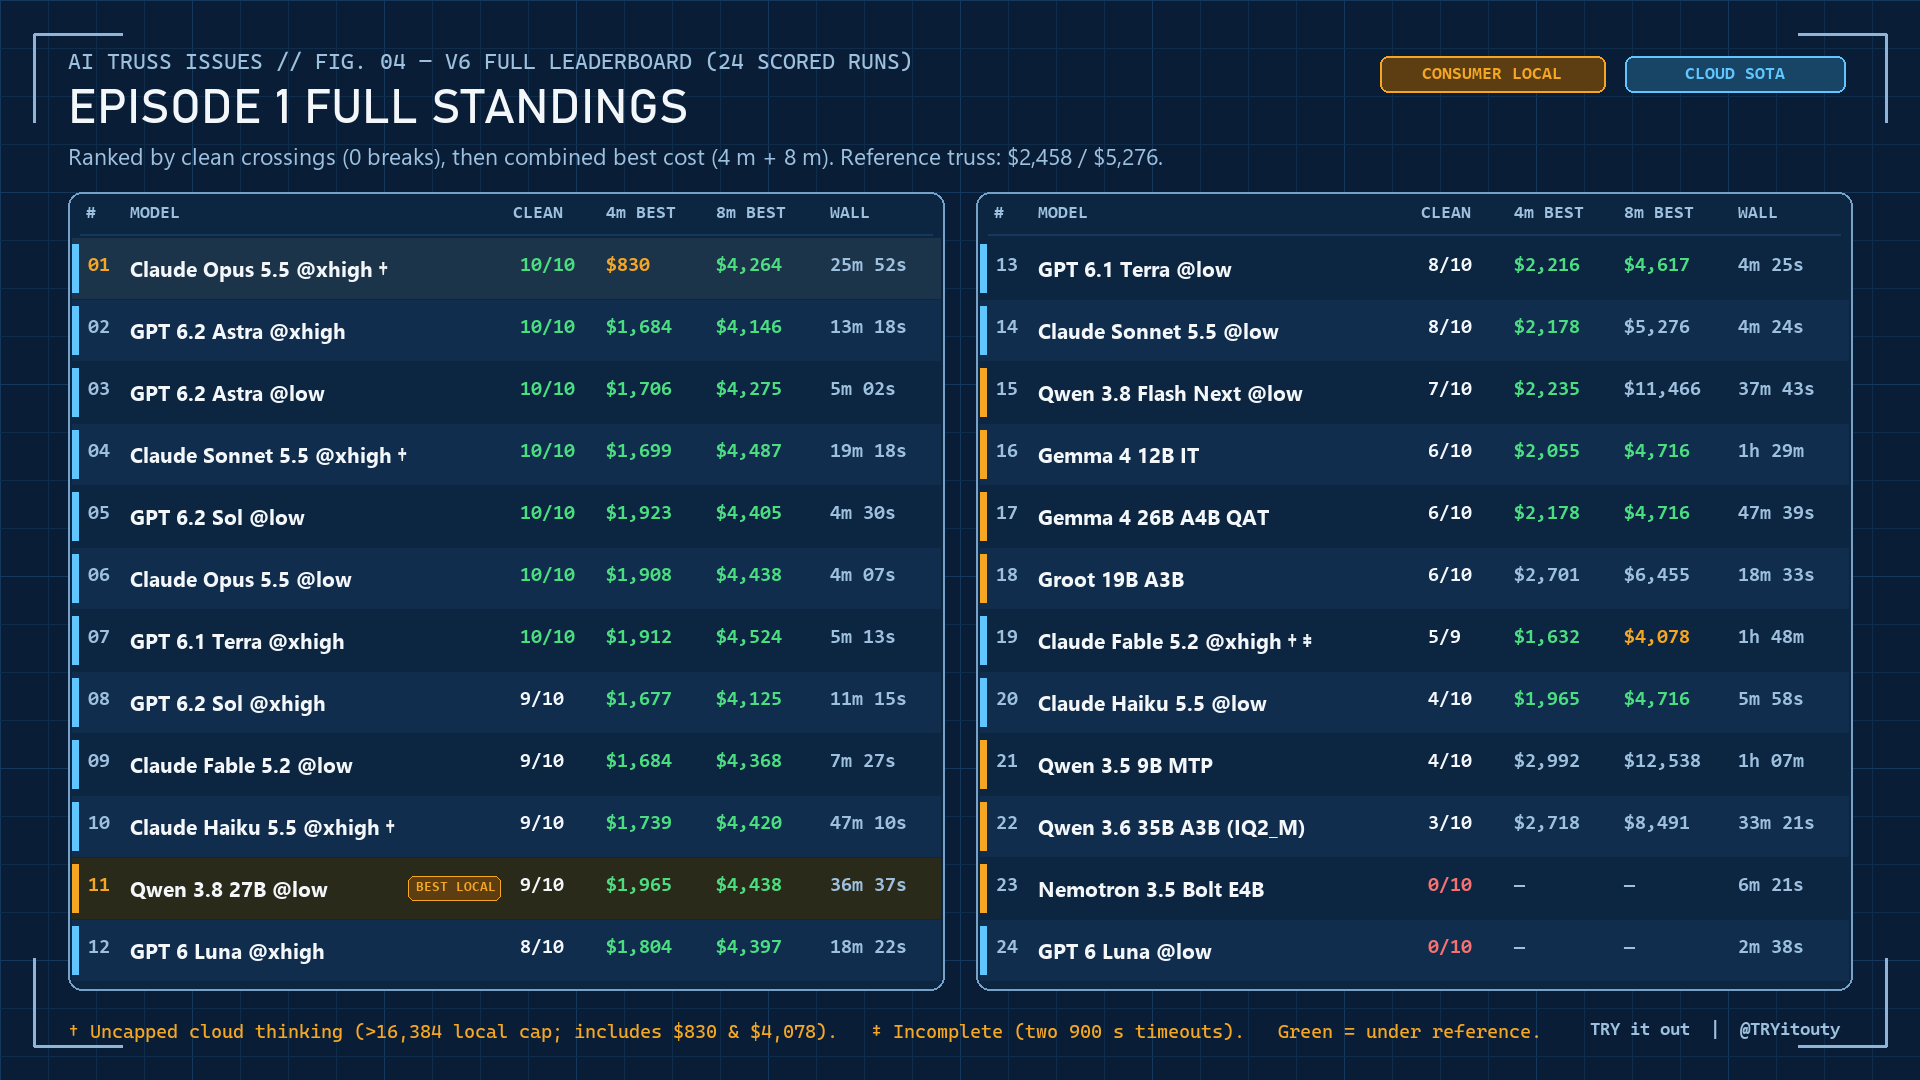 AI TRUSS ISSUES // FIG. 04 — V6 FULL LEADERBOARD (24 SCORED RUNS)
CONSUMER LOCAL
CLOUD SOTA
EPISODE 1 FULL STANDINGS
Ranked by clean crossings (0 breaks), then combined best cost (4 m + 8 m). Reference truss: $2,458 / $5,276.
# MODEL CLEAN 4m BEST 8m BEST WALL
01 Claude Opus 5.5 @xhigh † 10/10 $830 $4,264 25m 52s
02 GPT 6.2 Astra @xhigh 10/10 $1,684 $4,146 13m 18s
03 GPT 6.2 Astra @low 10/10 $1,706 $4,275 5m 02s
04 Claude Sonnet 5.5 @xhigh † 10/10 $1,699 $4,487 19m 18s
05 GPT 6.2 Sol @low 10/10 $1,923 $4,405 4m 30s
06 Claude Opus 5.5 @low 10/10 $1,908 $4,438 4m 07s
07 GPT 6.1 Terra @xhigh 10/10 $1,912 $4,524 5m 13s
08 GPT 6.2 Sol @xhigh 9/10 $1,677 $4,125 11m 15s
09 Claude Fable 5.2 @low 9/10 $1,684 $4,368 7m 27s
10 Claude Haiku 5.5 @xhigh † 9/10 $1,739 $4,420 47m 10s
11 Qwen 3.8 27B @low BEST LOCAL 9/10 $1,965 $4,438 36m 37s
12 GPT 6 Luna @xhigh 8/10 $1,804 $4,397 18m 22s
# MODEL CLEAN 4m BEST 8m BEST WALL
13 GPT 6.1 Terra @low 8/10 $2,216 $4,617 4m 25s
14 Claude Sonnet 5.5 @low 8/10 $2,178 $5,276 4m 24s
15 Qwen 3.8 Flash Next @low 7/10 $2,235 $11,466 37m 43s
16 Gemma 4 12B IT 6/10 $2,055 $4,716 1h 29m
17 Gemma 4 26B A4B QAT 6/10 $2,178 $4,716 47m 39s
18 Groot 19B A3B 6/10 $2,701 $6,455 18m 33s
19 Claude Fable 5.2 @xhigh † ‡ 5/9 $1,632 $4,078 1h 48m
20 Claude Haiku 5.5 @low 4/10 $1,965 $4,716 5m 58s
21 Qwen 3.5 9B MTP 4/10 $2,992 $12,538 1h 07m
22 Qwen 3.6 35B A3B (IQ2_M) 3/10 $2,718 $8,491 33m 21s
23 Nemotron 3.5 Bolt E4B 0/10 — — 6m 21s
24 GPT 6 Luna @low 0/10 — — 2m 38s
† Uncapped cloud thinking (>16,384 local cap; includes $830 & $4,078). ‡ Incomplete (two 900 s timeouts). Green = under reference.
TRY it out | @TRYitouty